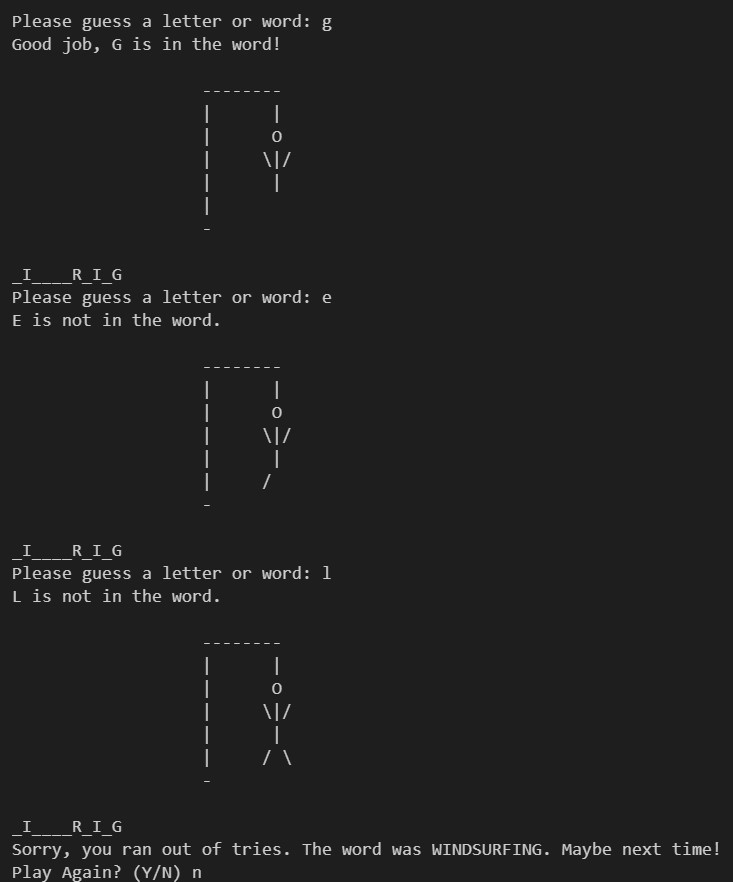 Please guess a letter or word: g
Good job, G is in the word!

                   --------
                   |      |
                   |      O
                   |     \|/
                   |      |
                   |
                   -

_I____R_I_G
Please guess a letter or word: e
E is not in the word.

                   --------
                   |      |
                   |      O
                   |     \|/
                   |      |
                   |     /
                   -

_I____R_I_G
Please guess a letter or word: l
L is not in the word.

                   --------
                   |      |
                   |      O
                   |     \|/
                   |      |
                   |     / \
                   -

_I____R_I_G
Sorry, you ran out of tries. The word was WINDSURFING. Maybe next time!
Play Again? (Y/N) n